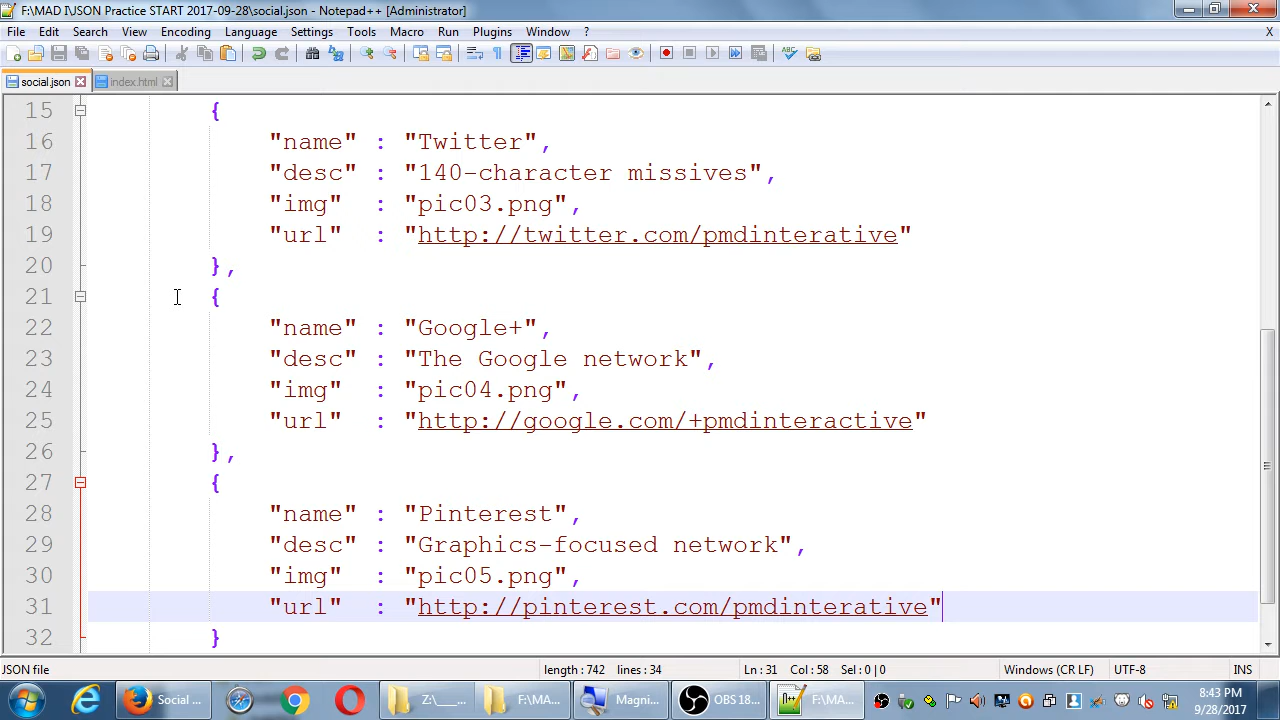 F:\MAD I\JSON Practice START 2017-09-28\social.json - Notepad++ [Administrator]
File Edit Search View Encoding Language Settings Tools Macro Run Plugins Window ? X
social.json index.html
15 {
16 "name" : "Twitter",
17 "desc" : "140-character missives",
18 "img" : "pic03.png",
19 "url" : "http://twitter.com/pmdinterative"
20 },
21 {
22 "name" : "Google+",
23 "desc" : "The Google network",
24 "img" : "pic04.png",
25 "url" : "http://google.com/+pmdinteractive"
26 },
27 {
28 "name" : "Pinterest",
29 "desc" : "Graphics-focused network",
30 "img" : "pic05.png",
31 "url" : "http://pinterest.com/pmdinterative"
32 }
JSON file length : 742 lines : 34 Ln : 31 Col : 58 Sel : 0 | 0 Windows (CR LF) UTF-8 INS
Social ... Z:\___... F:\MA... Magni... OBS 18... F:\MA... 8:43 PM
9/28/2017